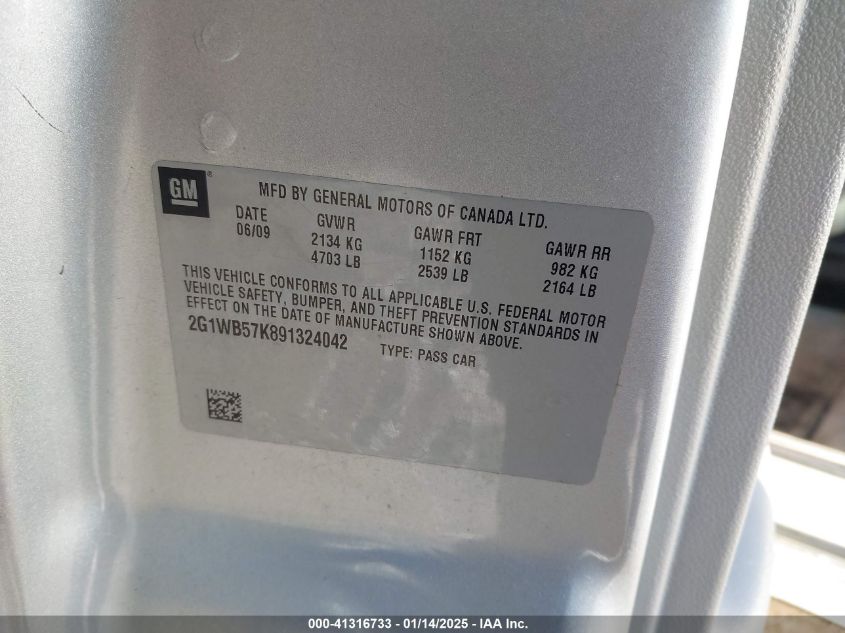 GM®
MFD BY GENERAL MOTORS OF CANADA LTD.
DATE GVWR GAWR FRT GAWR RR
06/09 2134 KG 1152 KG 982 KG
4703 LB 2539 LB 2164 LB
THIS VEHICLE CONFORMS TO ALL APPLICABLE U.S. FEDERAL MOTOR
VEHICLE SAFETY, BUMPER, AND THEFT PREVENTION STANDARDS IN
EFFECT ON THE DATE OF MANUFACTURE SHOWN ABOVE.
2G1WB57K891324042 TYPE: PASS CAR
000-41316733 - 01/14/2025 - IAA Inc.